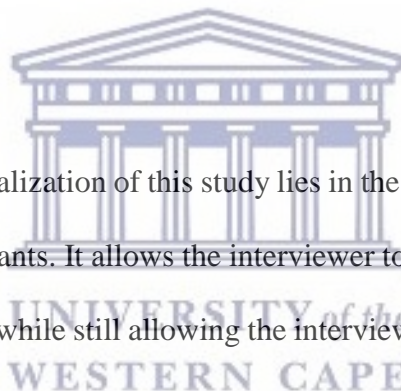 alization of this study lies in the
ants. It allows the interviewer to
UNIVERSITY of the
while still allowing the interview
WESTERN CAPE